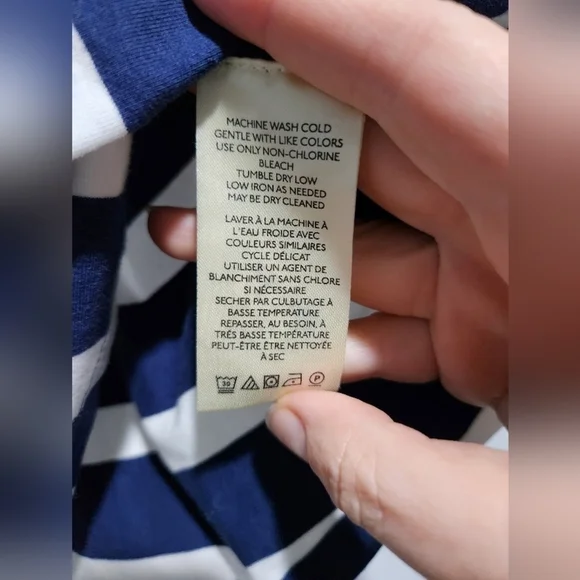 MACHINE WASH COLD
GENTLE WITH LIKE COLORS
USE ONLY NON-CHLORINE
BLEACH
TUMBLE DRY LOW
LOW IRON AS NEEDED
MAY BE DRY CLEANED
LAVER À LA MACHINE À
L'EAU FROIDE AVEC
COULEURS SIMILAIRES
CYCLE DÉLICAT
UTILISER UN AGENT DE
BLANCHIMENT SANS CHLORE
SI NÉCESSAIRE
SECHER PAR CULBUTAGE À
BASSE TEMPERATURE
REPASSER, AU BESOIN, À
TRÉS BASSE TEMPÉRATURE
PEUT-ÊTRE ÊTRE NETTOYÉE
À SEC
30 P